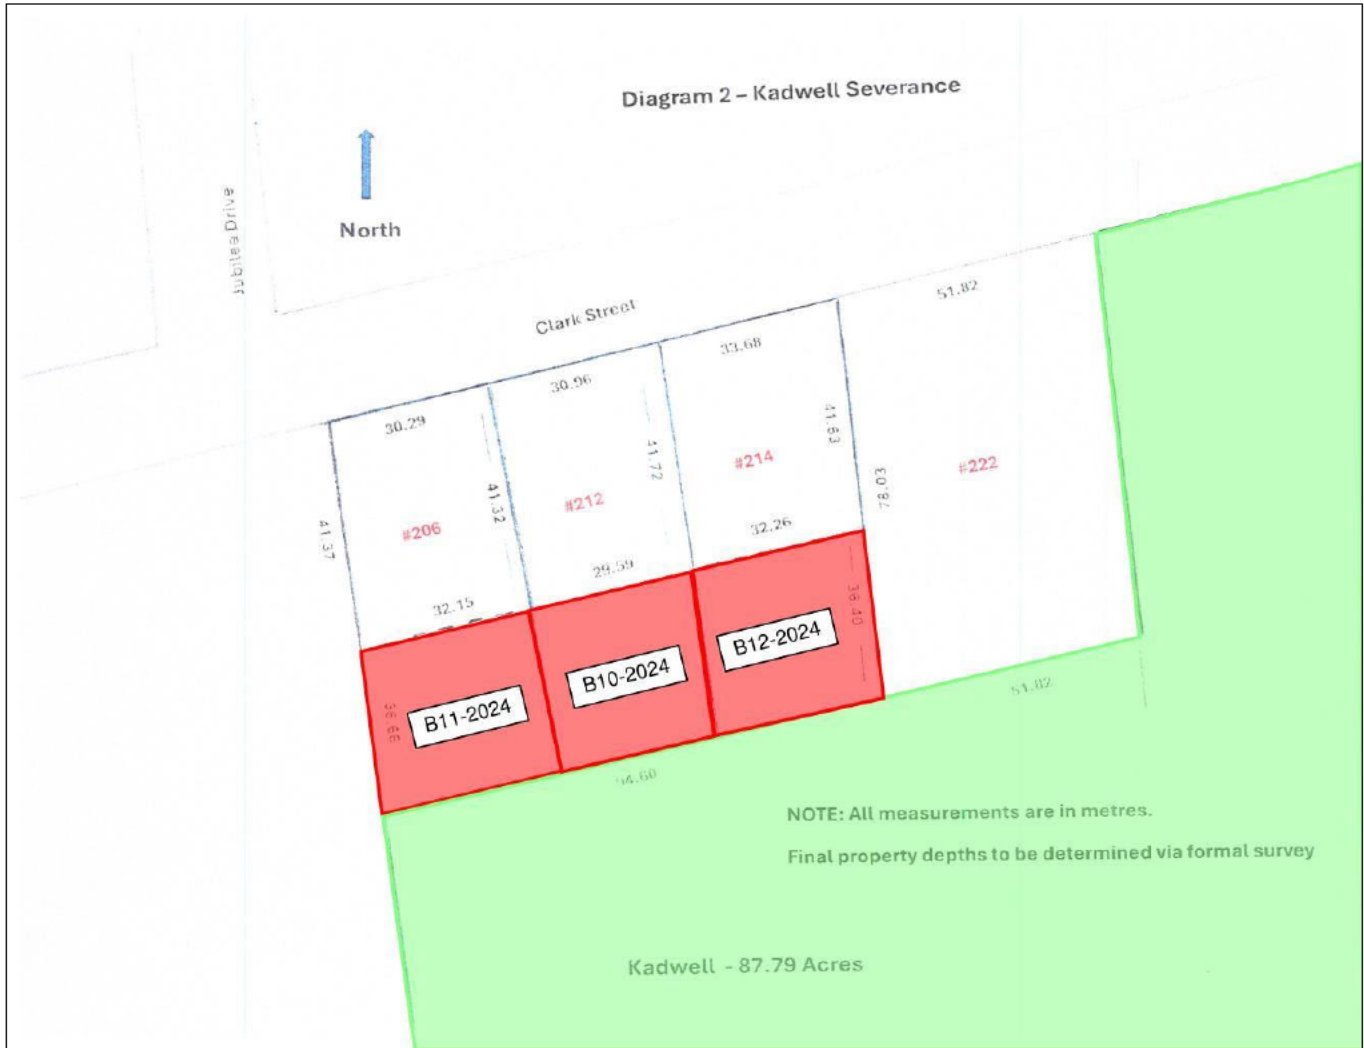 Diagram 2 – Kadwell Severance
North
Jubilee Drive
Clark Street
51.82
33.68
30.96
30.29
41.37
41.32
41.72
41.63
78.03
#206
#212
#214
#222
32.15
29.59
32.26
B11-2024
B10-2024
B12-2024
36.66
36.40
94.60
51.82
NOTE: All measurements are in metres.
Final property depths to be determined via formal survey
Kadwell - 87.79 Acres